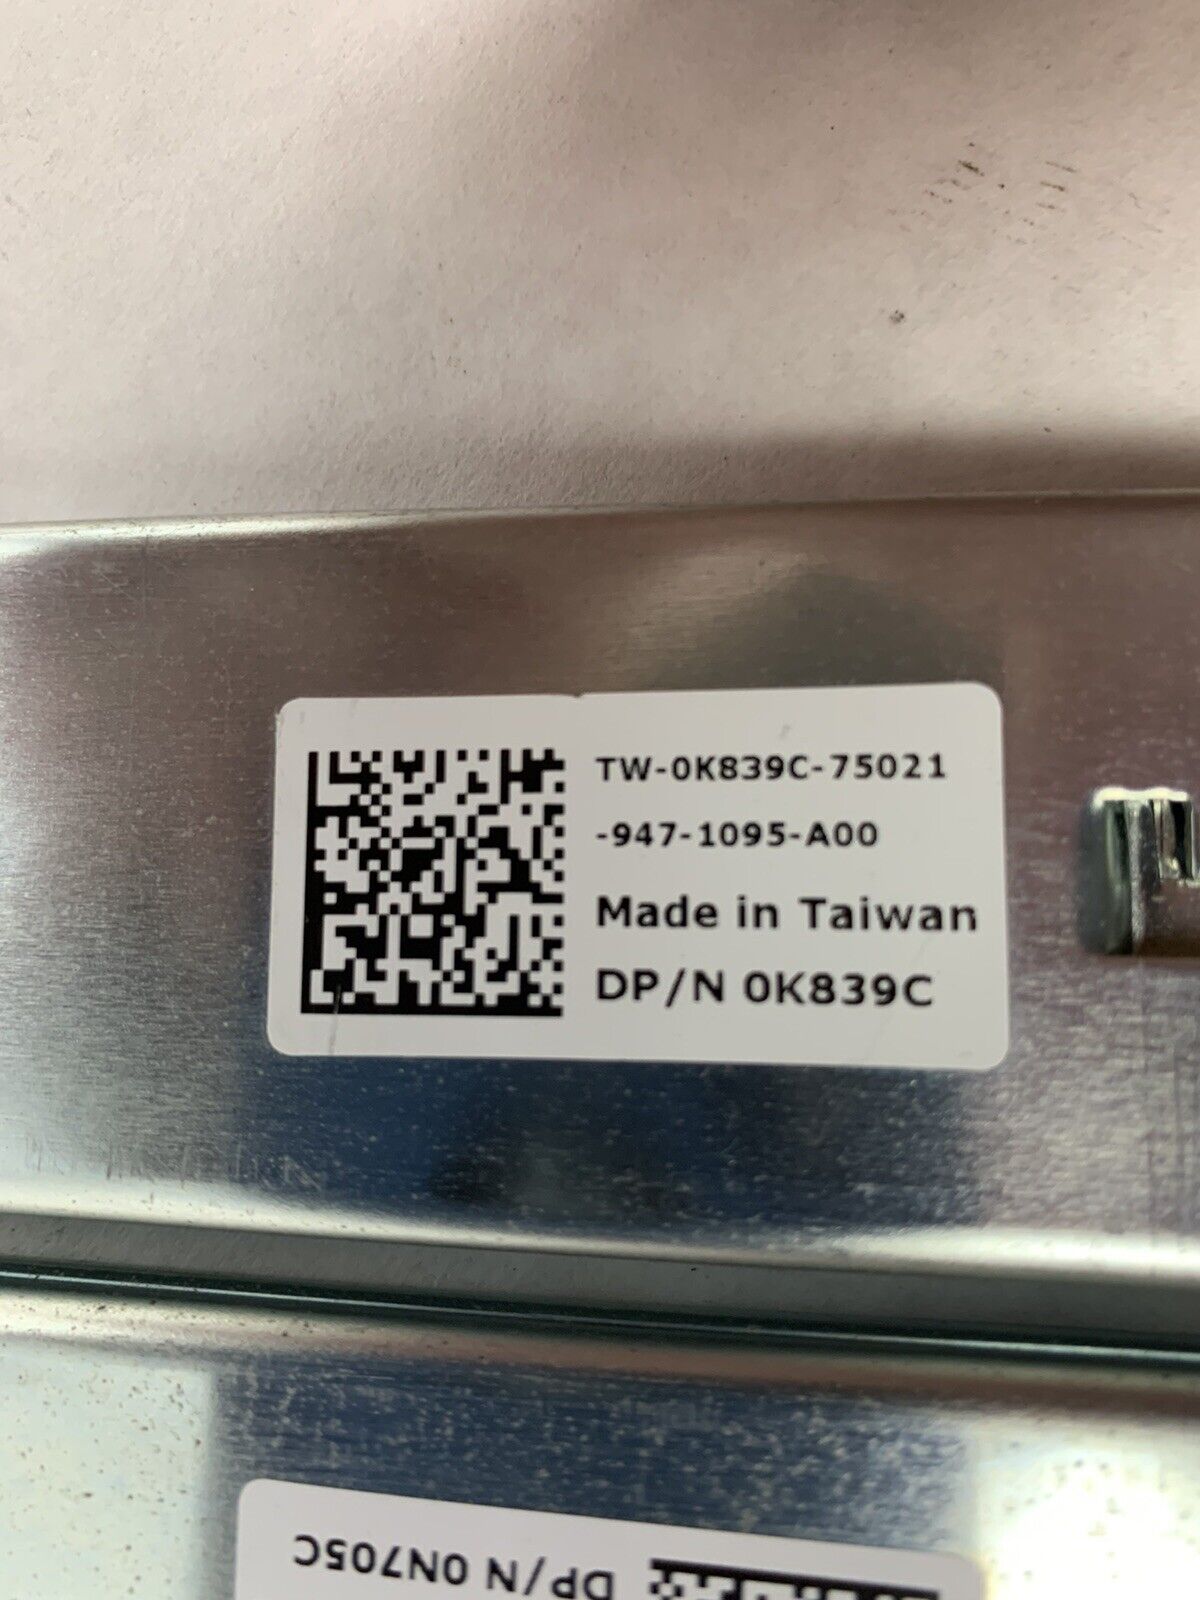 TW-0K839C-75021
-947-1095-A00
Made in Taiwan
DP/N 0K839C
DP/N 0N705C